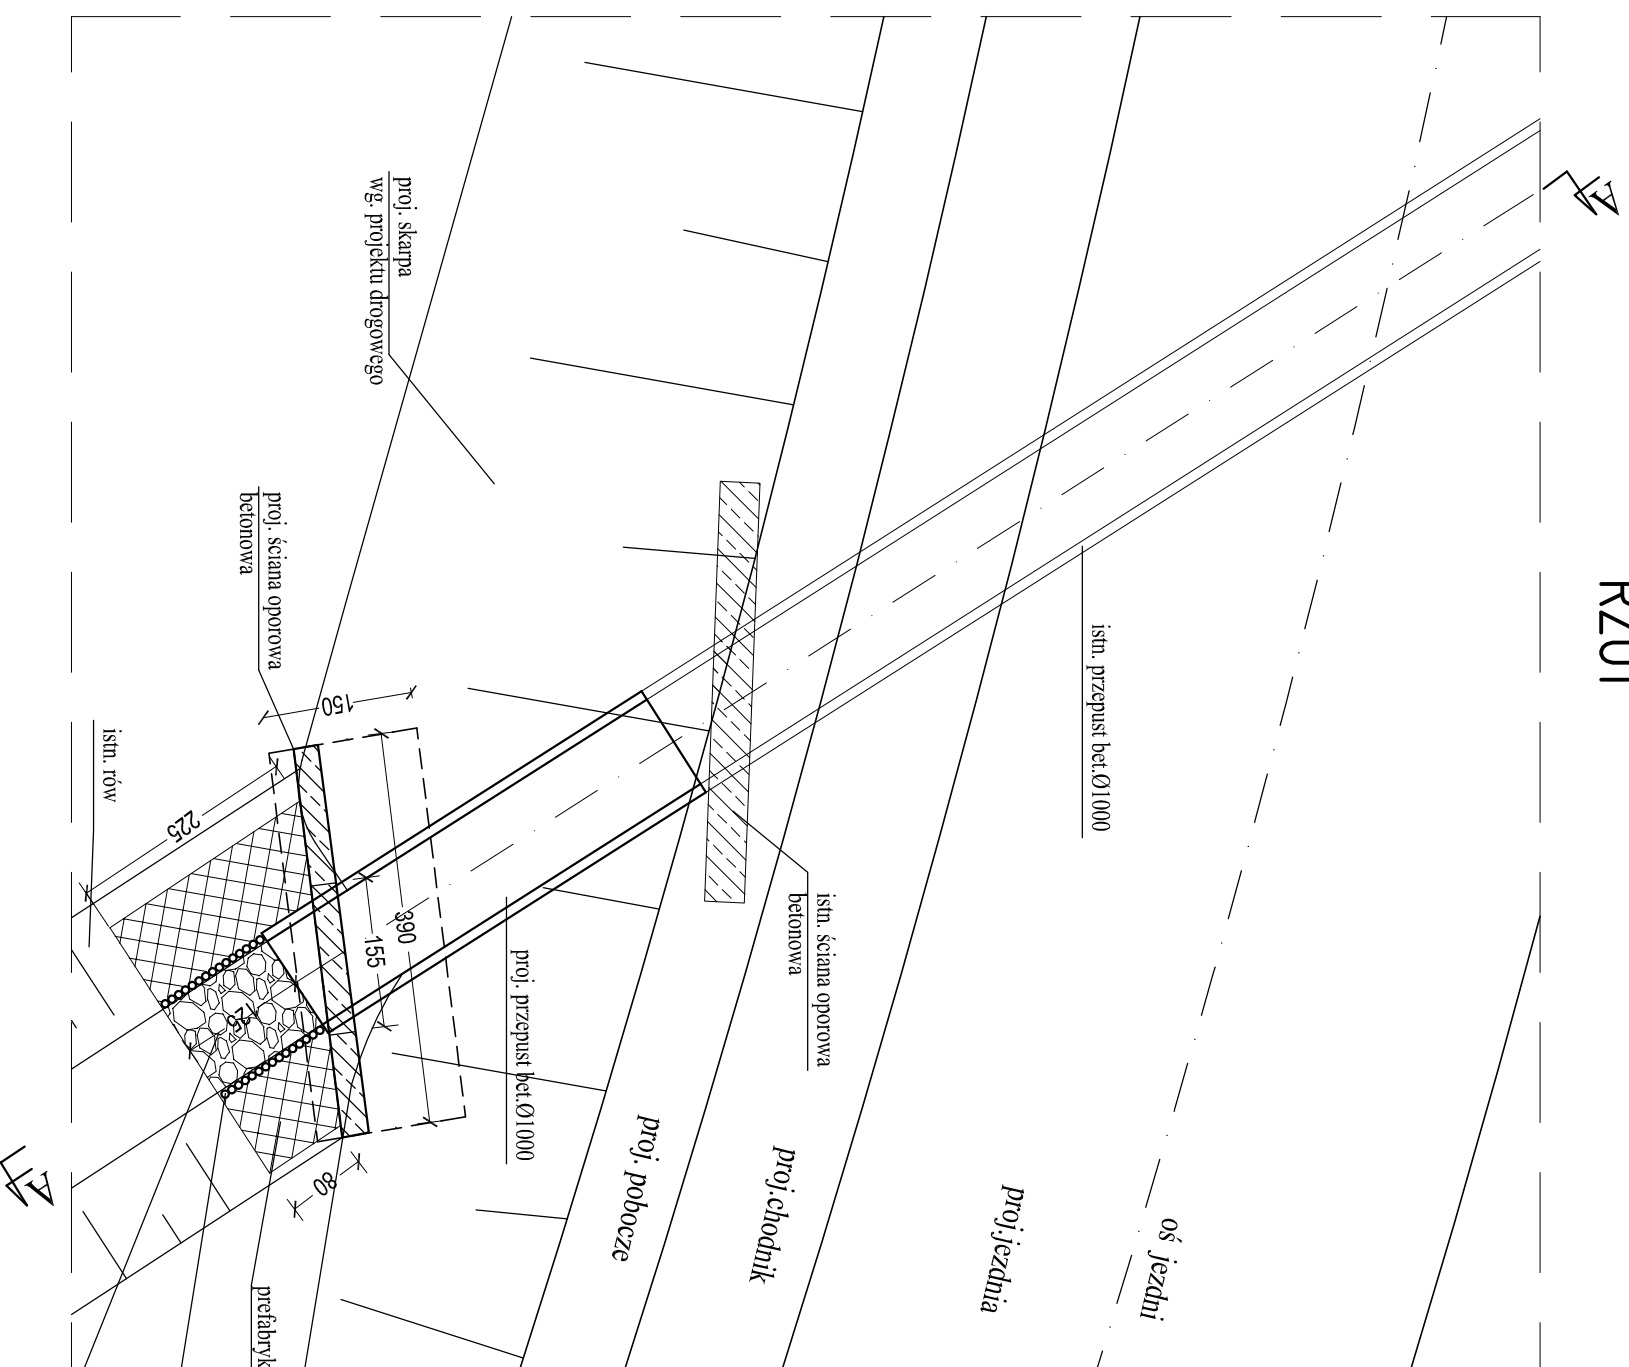 RZUT
A
istn. przepust bet.Ø1000
proj. skarpa
wg. projektu drogowego
proj. ściana oporowa
betonowa
istn. rów
istn. ściana oporowa
betonowa
proj. przepust bet.Ø1000
150
225
390
155
80
oś jezdni
proj.jezdnia
proj.chodnik
proj. pobocze
prefabryk
A